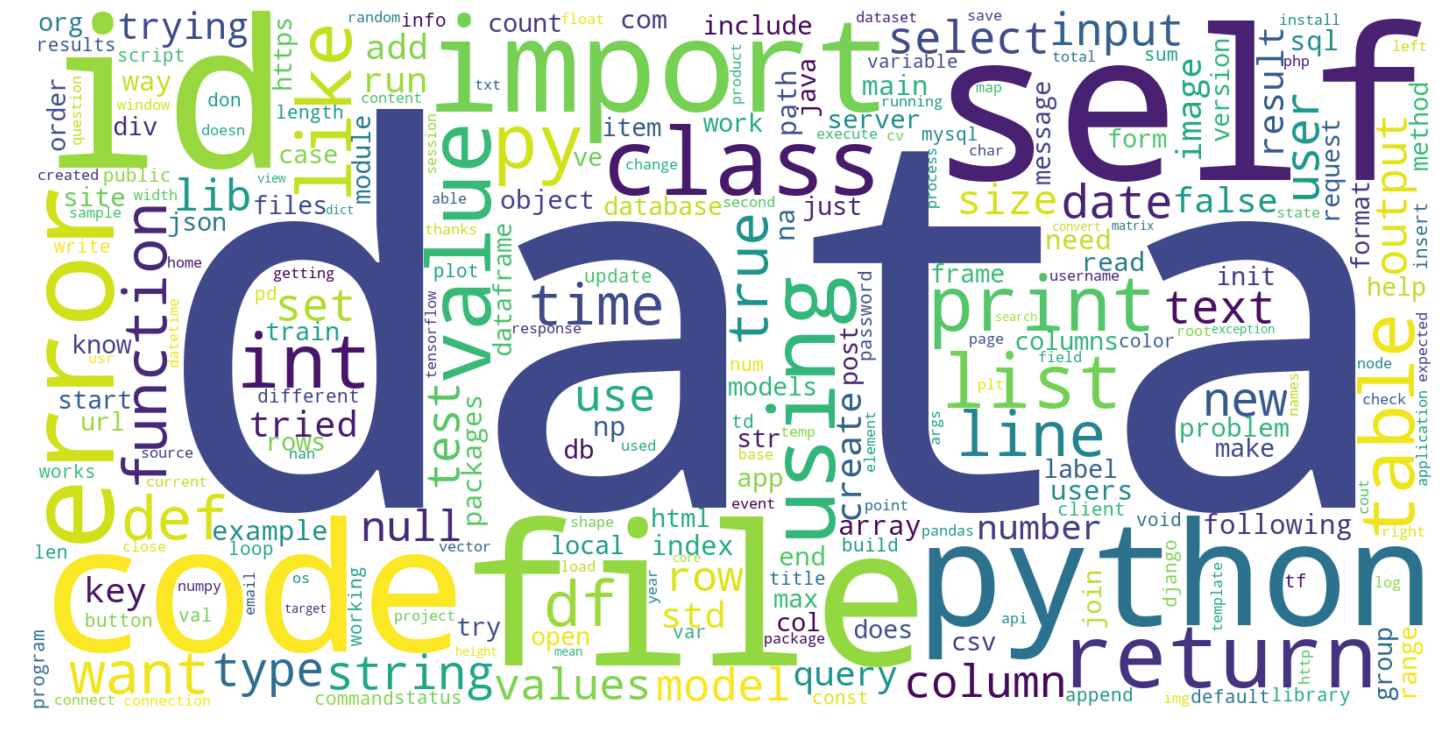 org
trying
random
info
count
float
com
include
dataset
save
install
results
script
https
like
add
import
select
input
variable
total
sum
sql
left
php
id
way
window
question
order
don
doesn
div
length
run
content
txt
product
path
java
main
running
map
self
image
version
result
case
module
session
py
item
work
class
execute
cv
server
mysql
char
message
form
user
request
output
method
created
public
view
width
site
sample
lib
files
dict
json
value
ve
change
able
object
database
second
na
just
process
size
date
false
state
format
insert
error
write
function
home
data
getting
pd
set
thanks
plot
dataframe
update
time
response
true
using
password
need
convert
matrix
read
frame
username
print
search
init
text
root
exception
help
table
know
usr
datetime
train
int
different
tensorflow
test
num
models
post
page
columns
color
field
node
expected
start
url
tried
rows
nan
use
np
db
used
packages
td
str
temp
base
app
create
element
args
plt
list
line
new
names
problem
make
check
application
works
source
current
label
users
client
def
example
null
event
point
cout
right
len
close
loop
vector
shape
html
local
index
array
build
pandas
number
void
following
code
file
end
load
core
python
key
numpy
os
email
target
working
df
year
row
title
max
join
django
template
tf
api
log
button
val
project
try
open
mean
std
var
col
package
does
csv
program
want
type
string
height
values
model
query
column
return
http
group
range
connect
connection
command
status
const
append
img
default
library